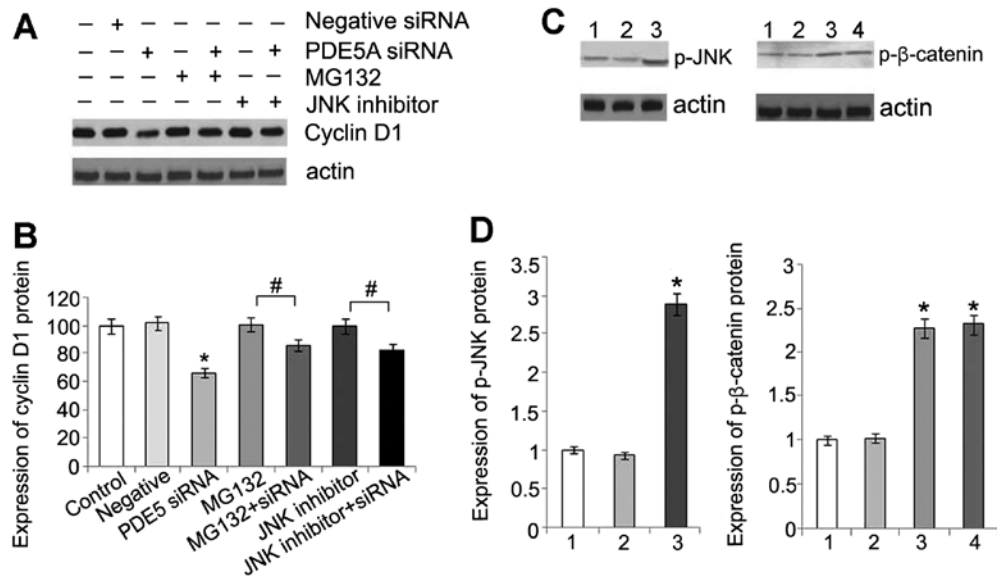 A
− + − − − − − Negative siRNA
− − + − + − + PDE5A siRNA
− − − + + − − MG132
− − − − − + + JNK inhibitor
Cyclin D1
actin
B
Expression of cyclin D1 protein
120
100
80
60
40
20
0
*
#
#
Control
Negative
PDE5 siRNA
MG132
MG132+siRNA
JNK inhibitor
JNK inhibitor+siRNA
C
1 2 3
p-JNK
actin
1 2 3 4
p-β-catenin
actin
D
Expression of p-JNK protein
3.5
3
2.5
2
1.5
1
0.5
0
*
1 2 3
Expression of p-β-catenin protein
3
2.5
2
1.5
1
0.5
0
* *
1 2 3 4